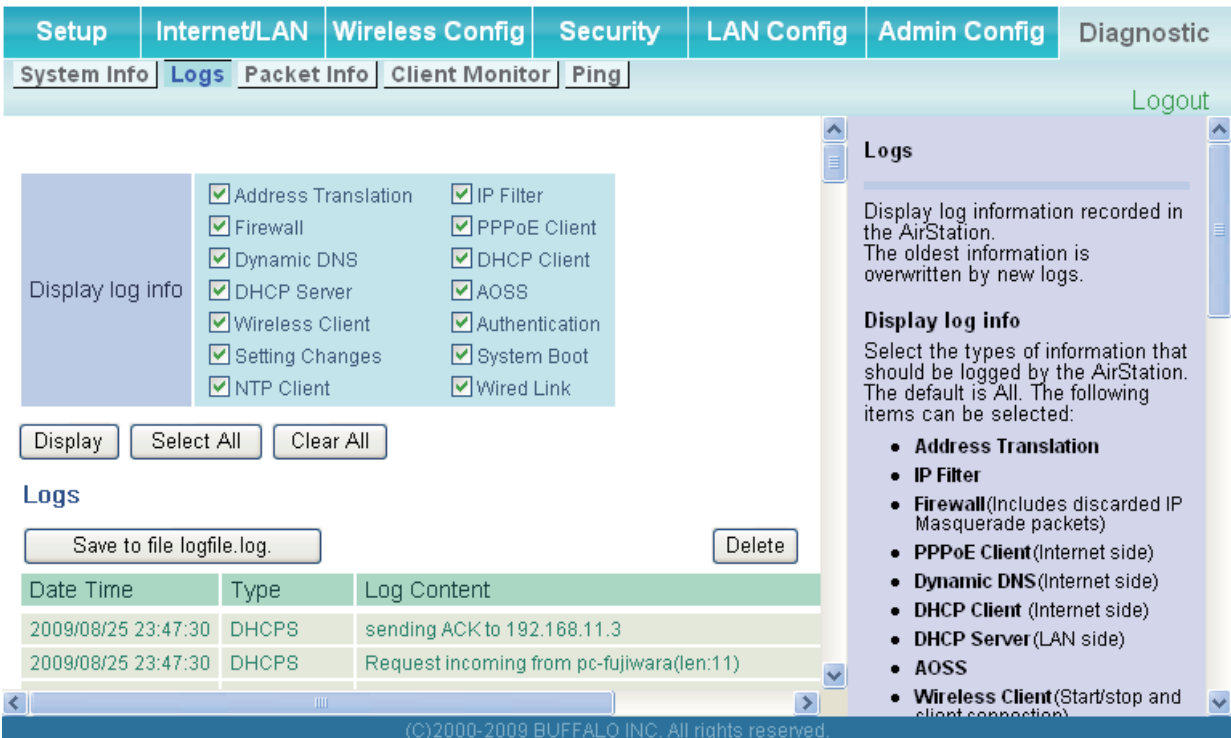 Setup Internet/LAN Wireless Config Security LAN Config Admin Config Diagnostic
System Info Logs Packet Info Client Monitor Ping
Logout
Display log info
Address Translation IP Filter
Firewall PPPoE Client
Dynamic DNS DHCP Client
DHCP Server AOSS
Wireless Client Authentication
Setting Changes System Boot
NTP Client Wired Link
Display Select All Clear All
Logs
Save to file logfile.log. Delete
Date Time Type Log Content
2009/08/25 23:47:30 DHCPS sending ACK to 192.168.11.3
2009/08/25 23:47:30 DHCPS Request incoming from pc-fujiwara(len:11)
Logs
Display log information recorded in
the AirStation.
The oldest information is
overwritten by new logs.
Display log info
Select the types of information that
should be logged by the AirStation.
The default is All. The following
items can be selected:
● Address Translation
● IP Filter
● Firewall(Includes discarded IP
Masquerade packets)
● PPPoE Client(Internet side)
● Dynamic DNS(Internet side)
● DHCP Client (Internet side)
● DHCP Server(LAN side)
● AOSS
● Wireless Client(Start/stop and
client connection)
(C)2000-2009 BUFFALO INC. All rights reserved.